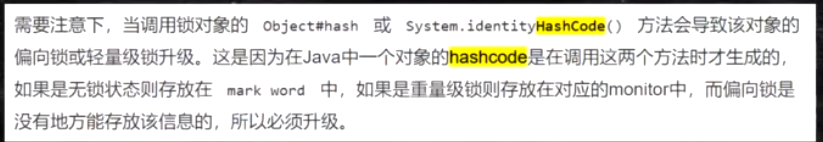 需要注意下，当调用锁对象的 Object#hash 或 System.identityHashCode() 方法会导致该对象的
偏向锁或轻量级锁升级。这是因为在Java中一个对象的hashcode是在调用这两个方法时才生成的，
如果是无锁状态则存放在 mark word 中，如果是重量级锁则存放在对应的monitor中，而偏向锁是
没有地方能存放该信息的，所以必须升级。